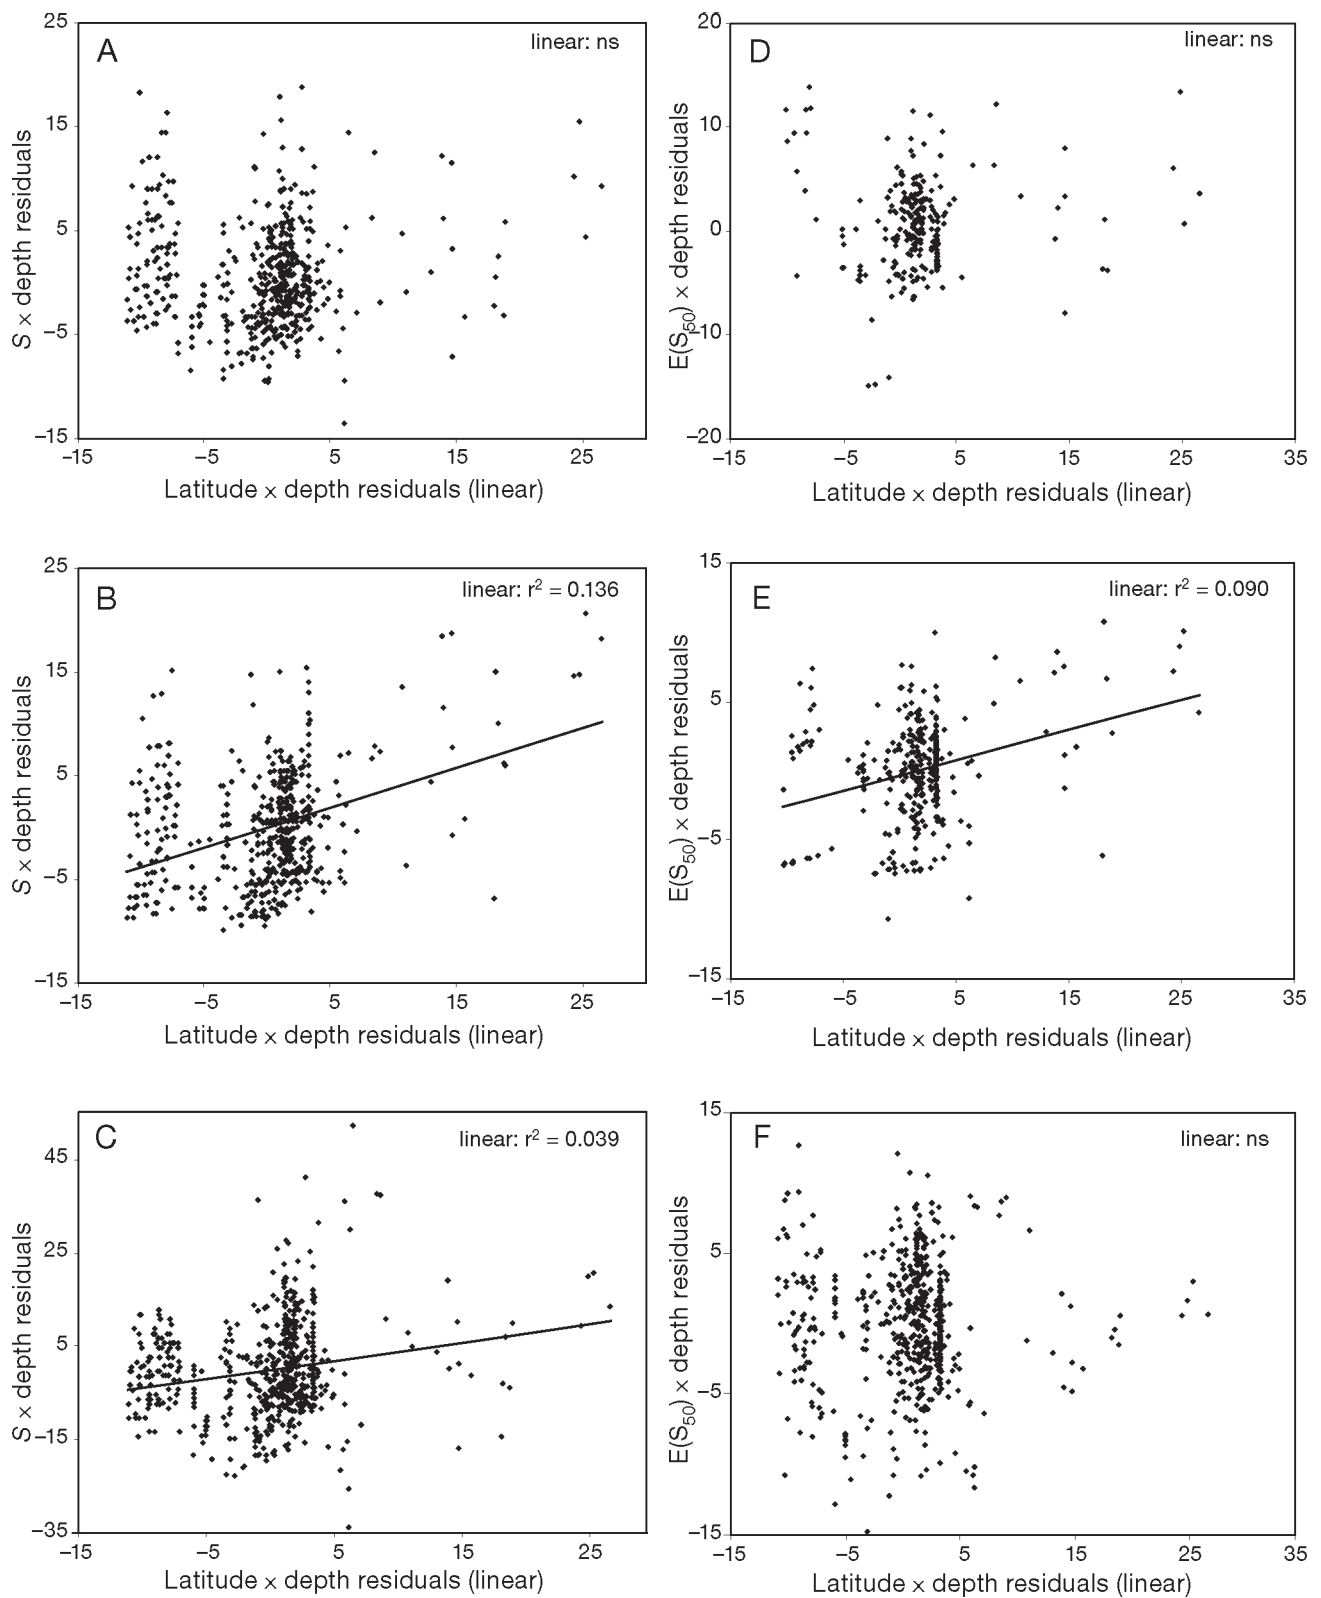 25
15
5
−5
−15
S × depth residuals
A
linear: ns
−15
−5
5
15
25
Latitude × depth residuals (linear)
20
10
0
−10
−20
E(S50) × depth residuals
D
linear: ns
−15
−5
5
15
25
35
Latitude × depth residuals (linear)
25
15
5
−5
−15
S × depth residuals
B
linear: r² = 0.136
−15
−5
5
15
25
Latitude × depth residuals (linear)
15
5
−5
−15
E(S50) × depth residuals
E
linear: r² = 0.090
−15
−5
5
15
25
35
Latitude × depth residuals (linear)
45
25
5
−15
−35
S × depth residuals
C
linear: r² = 0.039
−15
−5
5
15
25
Latitude × depth residuals (linear)
15
5
−5
−15
E(S50) × depth residuals
F
linear: ns
−15
−5
5
15
25
35
Latitude × depth residuals (linear)